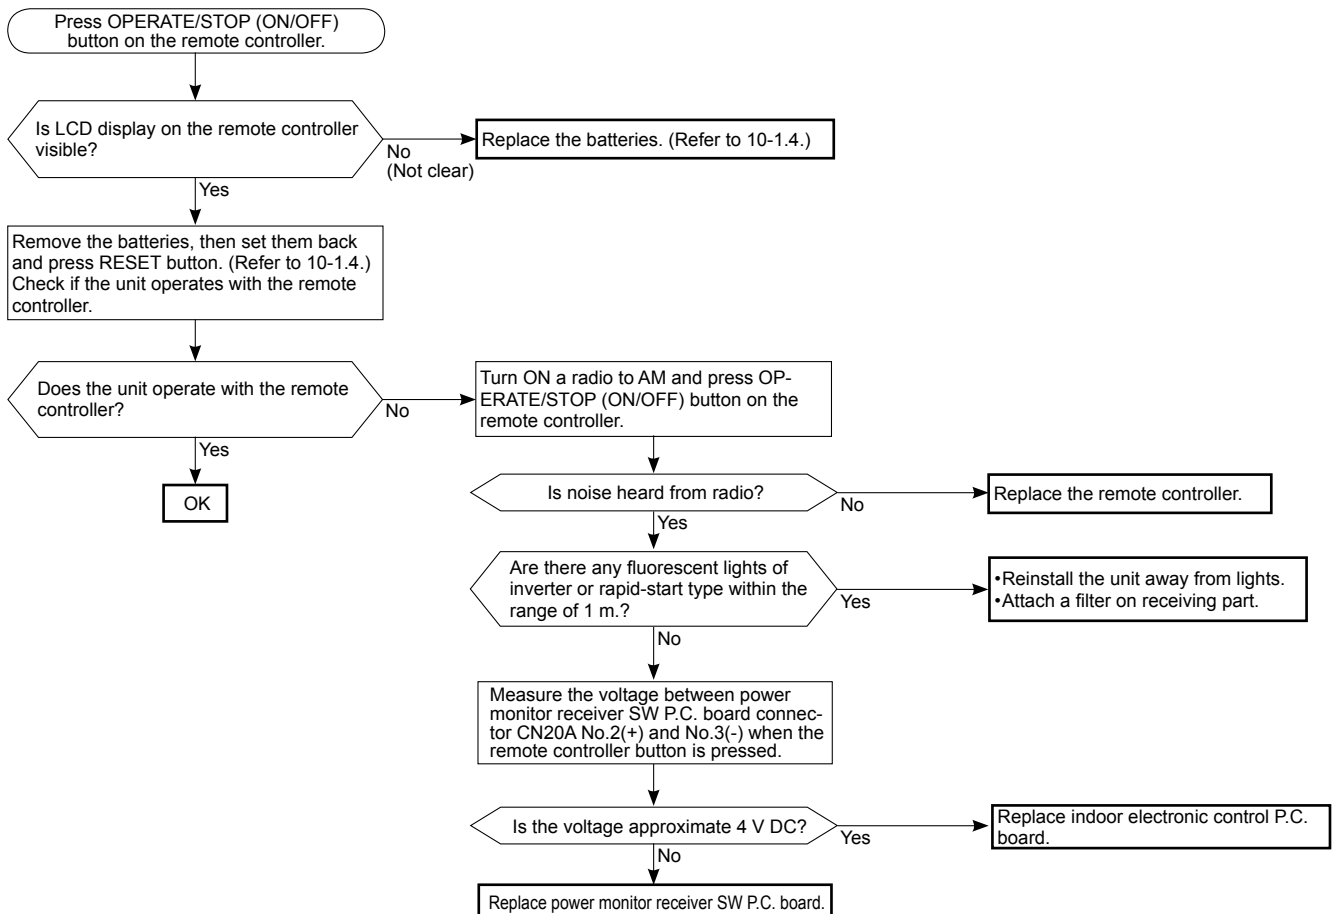 Press OPERATE/STOP (ON/OFF)
button on the remote controller.
Is LCD display on the remote controller
visible?
No
(Not clear)
Replace the batteries. (Refer to 10-1.4.)
Yes
Remove the batteries, then set them back
and press RESET button. (Refer to 10-1.4.)
Check if the unit operates with the remote
controller.
Does the unit operate with the remote
controller?
No
Yes
OK
Turn ON a radio to AM and press OP-
ERATE/STOP (ON/OFF) button on the
remote controller.
Is noise heard from radio?
No
Replace the remote controller.
Yes
Are there any fluorescent lights of
inverter or rapid-start type within the
range of 1 m.?
Yes
•Reinstall the unit away from lights.
•Attach a filter on receiving part.
No
Measure the voltage between power
monitor receiver SW P.C. board connec-
tor CN20A No.2(+) and No.3(-) when the
remote controller button is pressed.
Is the voltage approximate 4 V DC?
Yes
Replace indoor electronic control P.C.
board.
No
Replace power monitor receiver SW P.C. board.